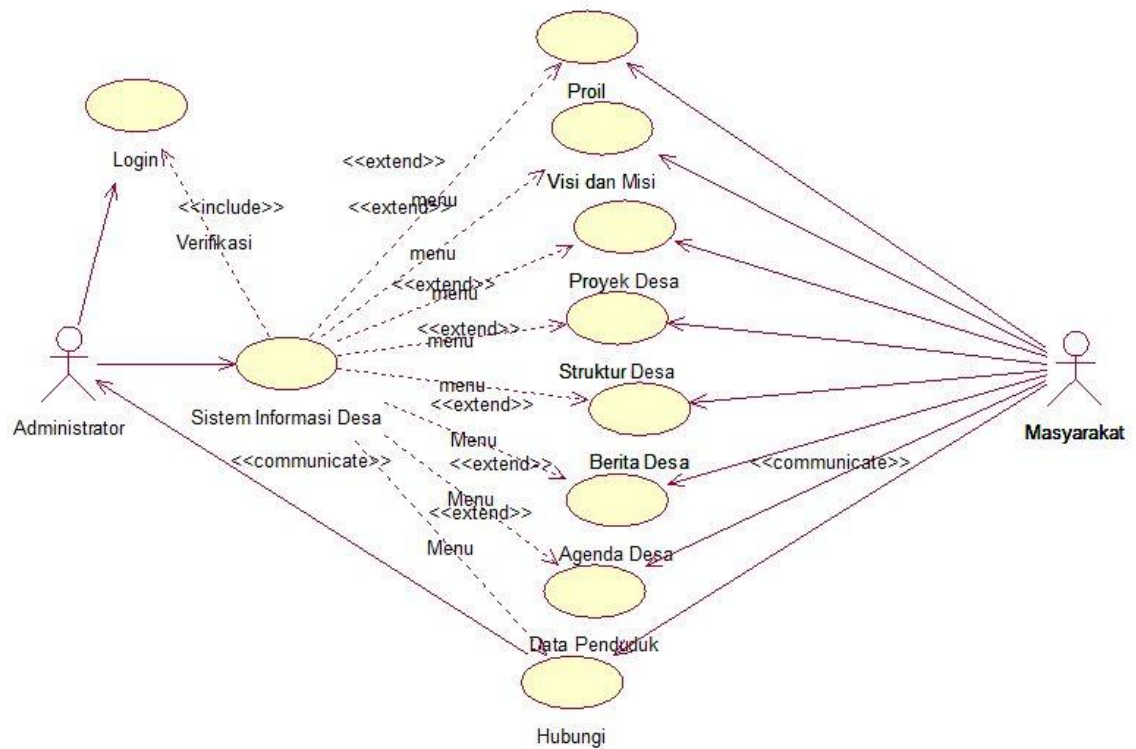 Proil
Login
<<extend>>
Visi dan Misi
menu
<<include>>
<<extend>>
Verifikasi
menu
<<extend>>
Proyek Desa
menu
<<extend>>
menu
Struktur Desa
menu
<<extend>>
Sistem Informasi Desa
Administrator
Masyarakat
Menu
<<communicate>>
<<extend>>
Berita Desa
<<communicate>>
Menu
<<extend>>
Menu
Agenda Desa
Data Penduduk
Hubungi